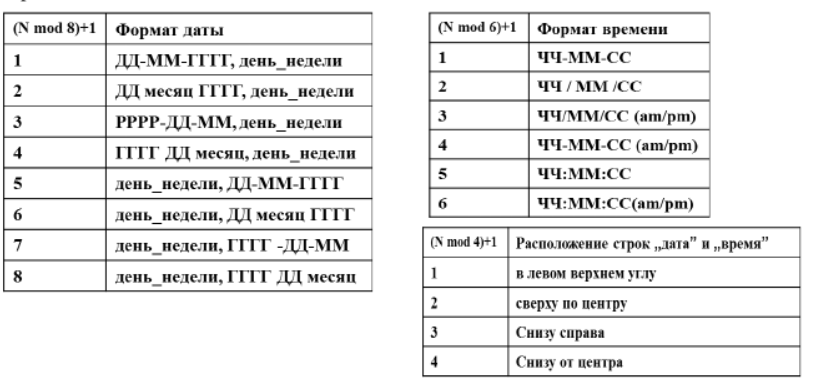 (N mod 8)+1 Формат даты
1 ДД-ММ-ГГГГ, день_недели
2 ДД месяц ГГГГ, день_недели
3 РРРР-ДД-ММ, день_недели
4 ГГГГ ДД месяц, день_недели
5 день_недели, ДД-ММ-ГГГГ
6 день_недели, ДД месяц ГГГГ
7 день_недели, ГГГГ -ДД-ММ
8 день_недели, ГГГГ ДД месяц
(N mod 6)+1 Формат времени
1 ЧЧ-ММ-СС
2 ЧЧ / ММ /СС
3 ЧЧ/ММ/СС (am/pm)
4 ЧЧ-ММ-СС (am/pm)
5 ЧЧ:ММ:СС
6 ЧЧ:ММ:СС(am/pm)
(N mod 4)+1 Расположение строк „дата” и „время”
1 в левом верхнем углу
2 сверху по центру
3 Снизу справа
4 Снизу от центра